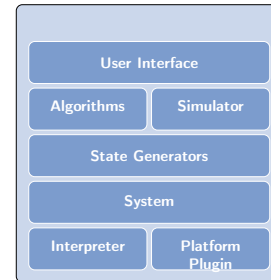 User Interface
Algorithms
Simulator
State Generators
System
Interpreter
Platform
Plugin